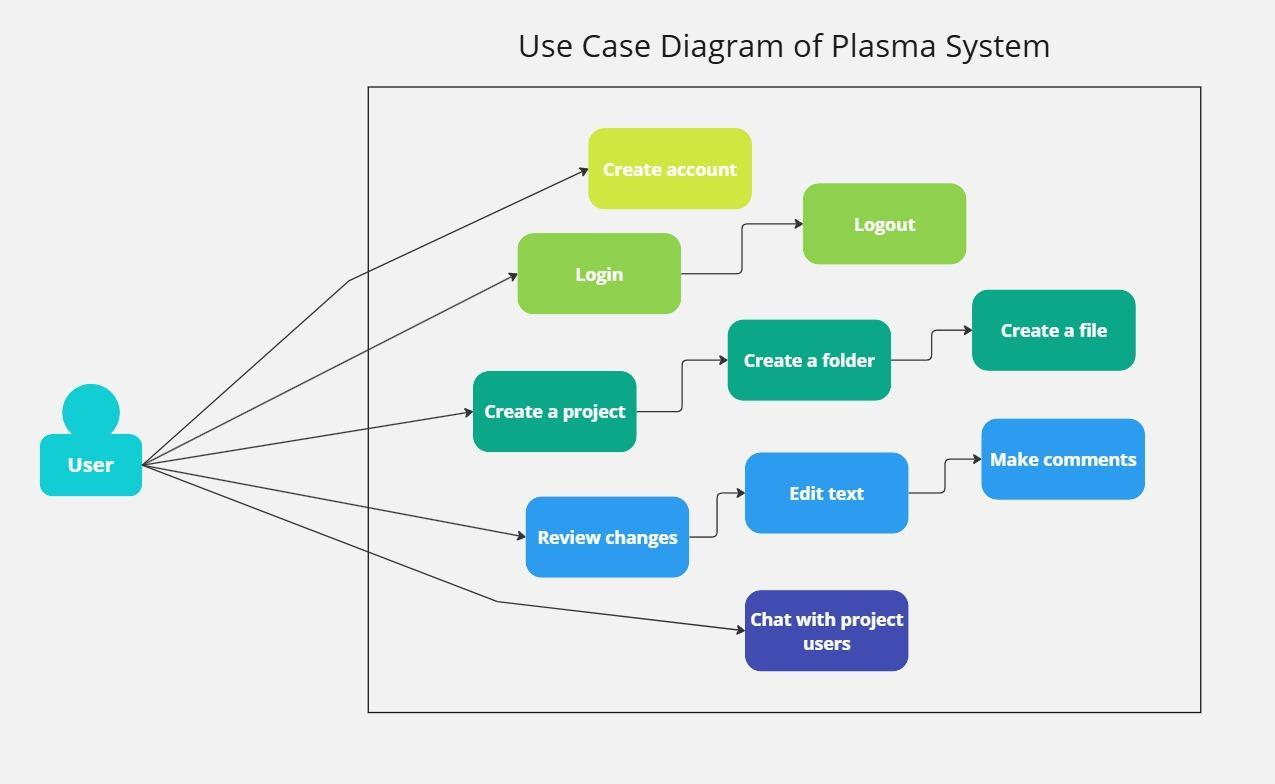 Use Case Diagram of Plasma System
Create account
Logout
Login
Create a file
Create a folder
Create a project
User
Make comments
Edit text
Review changes
Chat with project
users